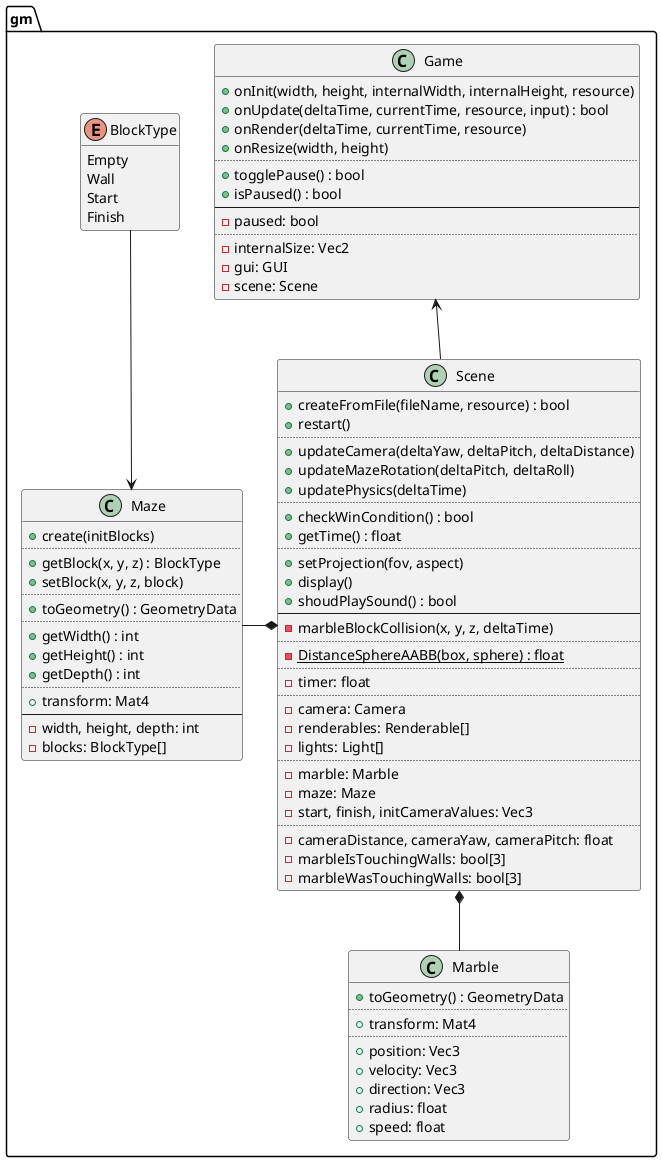 gm
C Game
onInit(width, height, internalWidth, internalHeight, resource)
onUpdate(deltaTime, currentTime, resource, input) : bool
onRender(deltaTime, currentTime, resource)
onResize(width, height)
togglePause() : bool
isPaused() : bool
paused: bool
internalSize: Vec2
gui: GUI
scene: Scene
E BlockType
Empty
Wall
Start
Finish
C Scene
createFromFile(fileName, resource) : bool
restart()
updateCamera(deltaYaw, deltaPitch, deltaDistance)
updateMazeRotation(deltaPitch, deltaRoll)
updatePhysics(deltaTime)
checkWinCondition() : bool
getTime() : float
setProjection(fov, aspect)
display()
shoudPlaySound() : bool
marbleBlockCollision(x, y, z, deltaTime)
DistanceSphereAABB(box, sphere) : float
timer: float
camera: Camera
renderables: Renderable[]
lights: Light[]
marble: Marble
maze: Maze
start, finish, initCameraValues: Vec3
cameraDistance, cameraYaw, cameraPitch: float
marbleIsTouchingWalls: bool[3]
marbleWasTouchingWalls: bool[3]
C Maze
create(initBlocks)
getBlock(x, y, z) : BlockType
setBlock(x, y, z, block)
toGeometry() : GeometryData
getWidth() : int
getHeight() : int
getDepth() : int
transform: Mat4
width, height, depth: int
blocks: BlockType[]
C Marble
toGeometry() : GeometryData
transform: Mat4
position: Vec3
velocity: Vec3
direction: Vec3
radius: float
speed: float